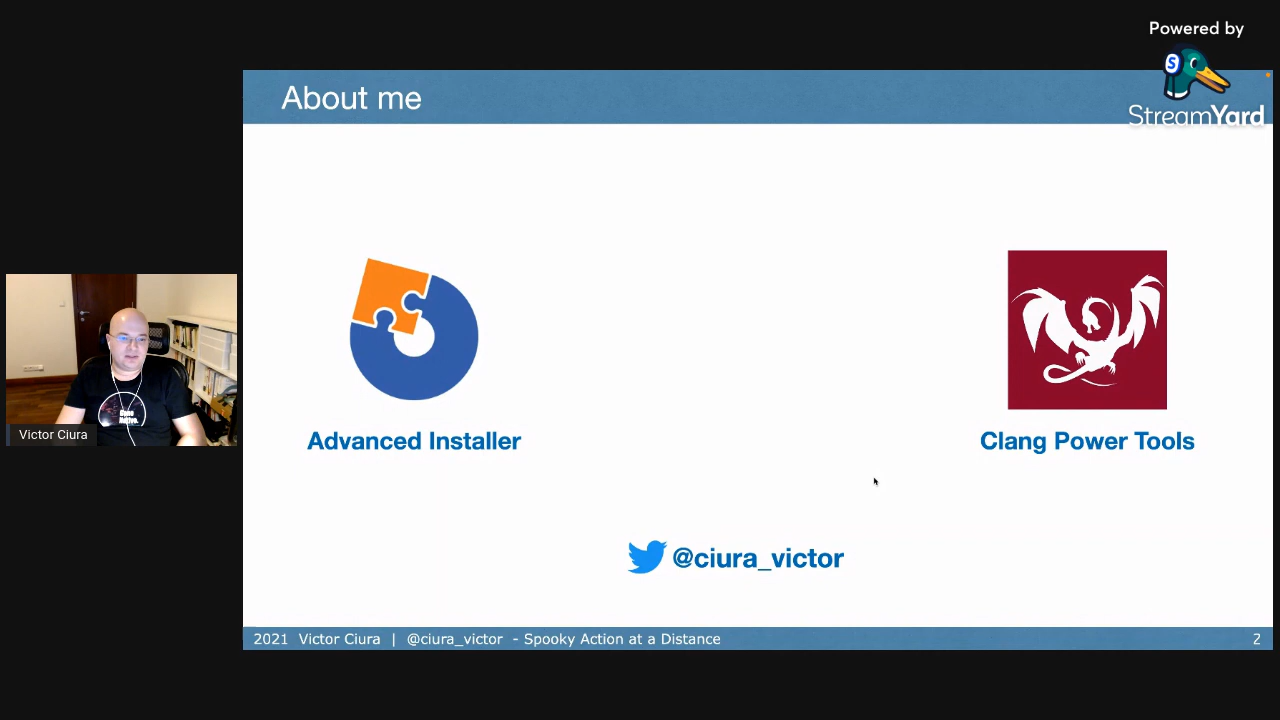 Powered by
StreamYard
About me
Advanced Installer
Clang Power Tools
@ciura_victor
Victor Ciura
2021 Victor Ciura | @ciura_victor - Spooky Action at a Distance
2